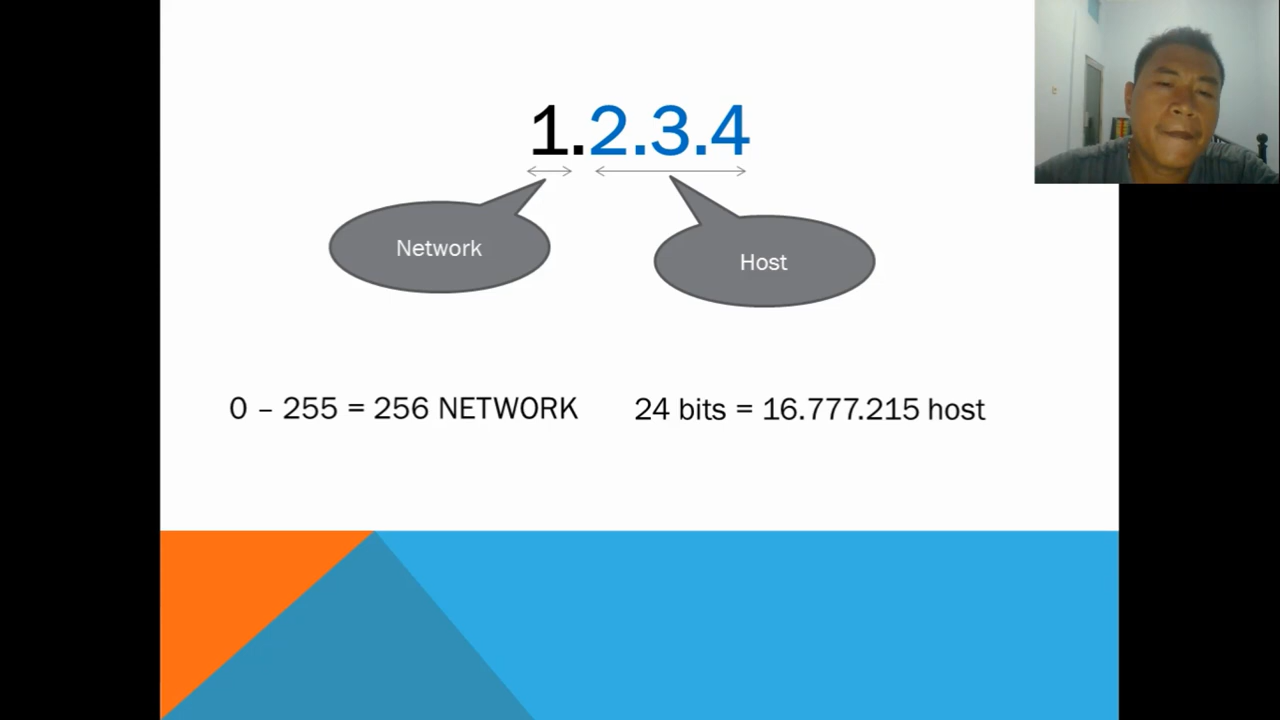 1.2.3.4
Network
Host
0 – 255 = 256 NETWORK
24 bits = 16.777.215 host